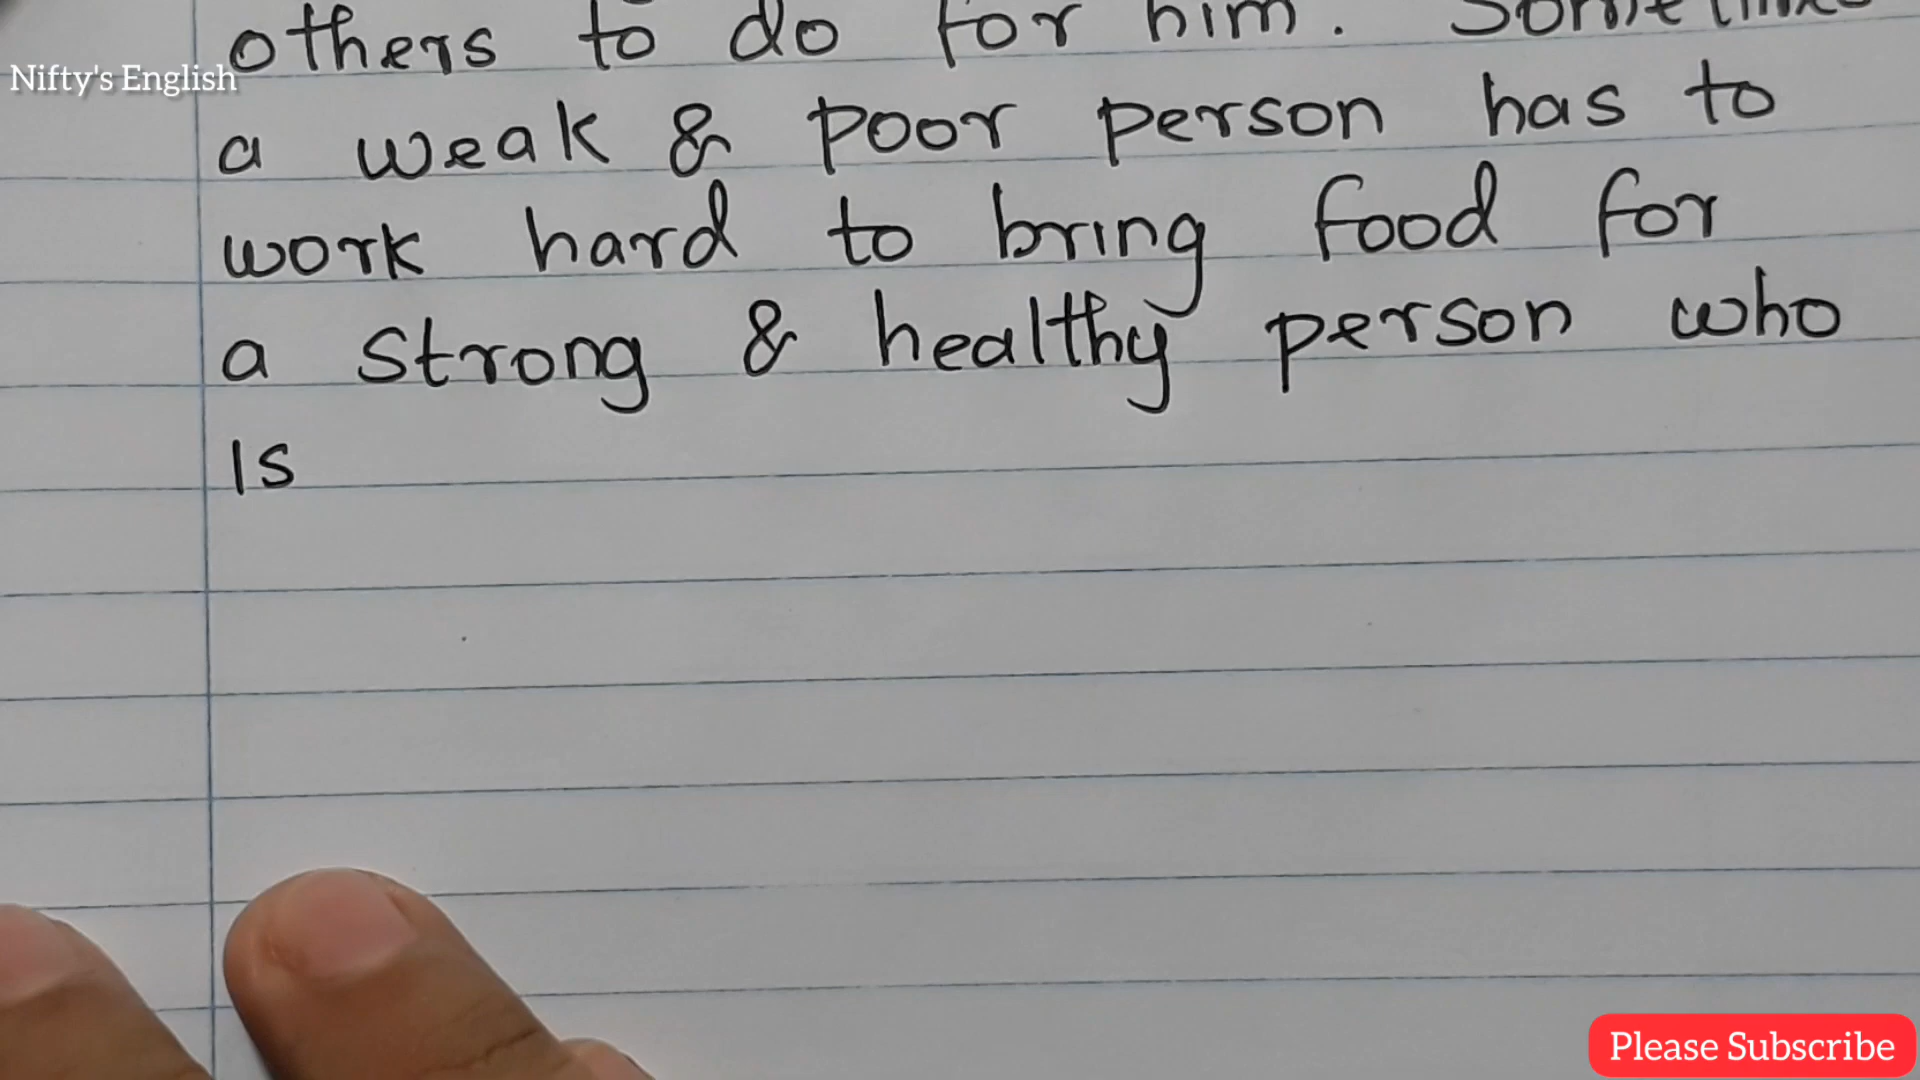 others to do for him. Sometimes
Nifty's English
a weak & poor person has to
work hard to bring food for
a strong & healthy person who
is
Please Subscribe